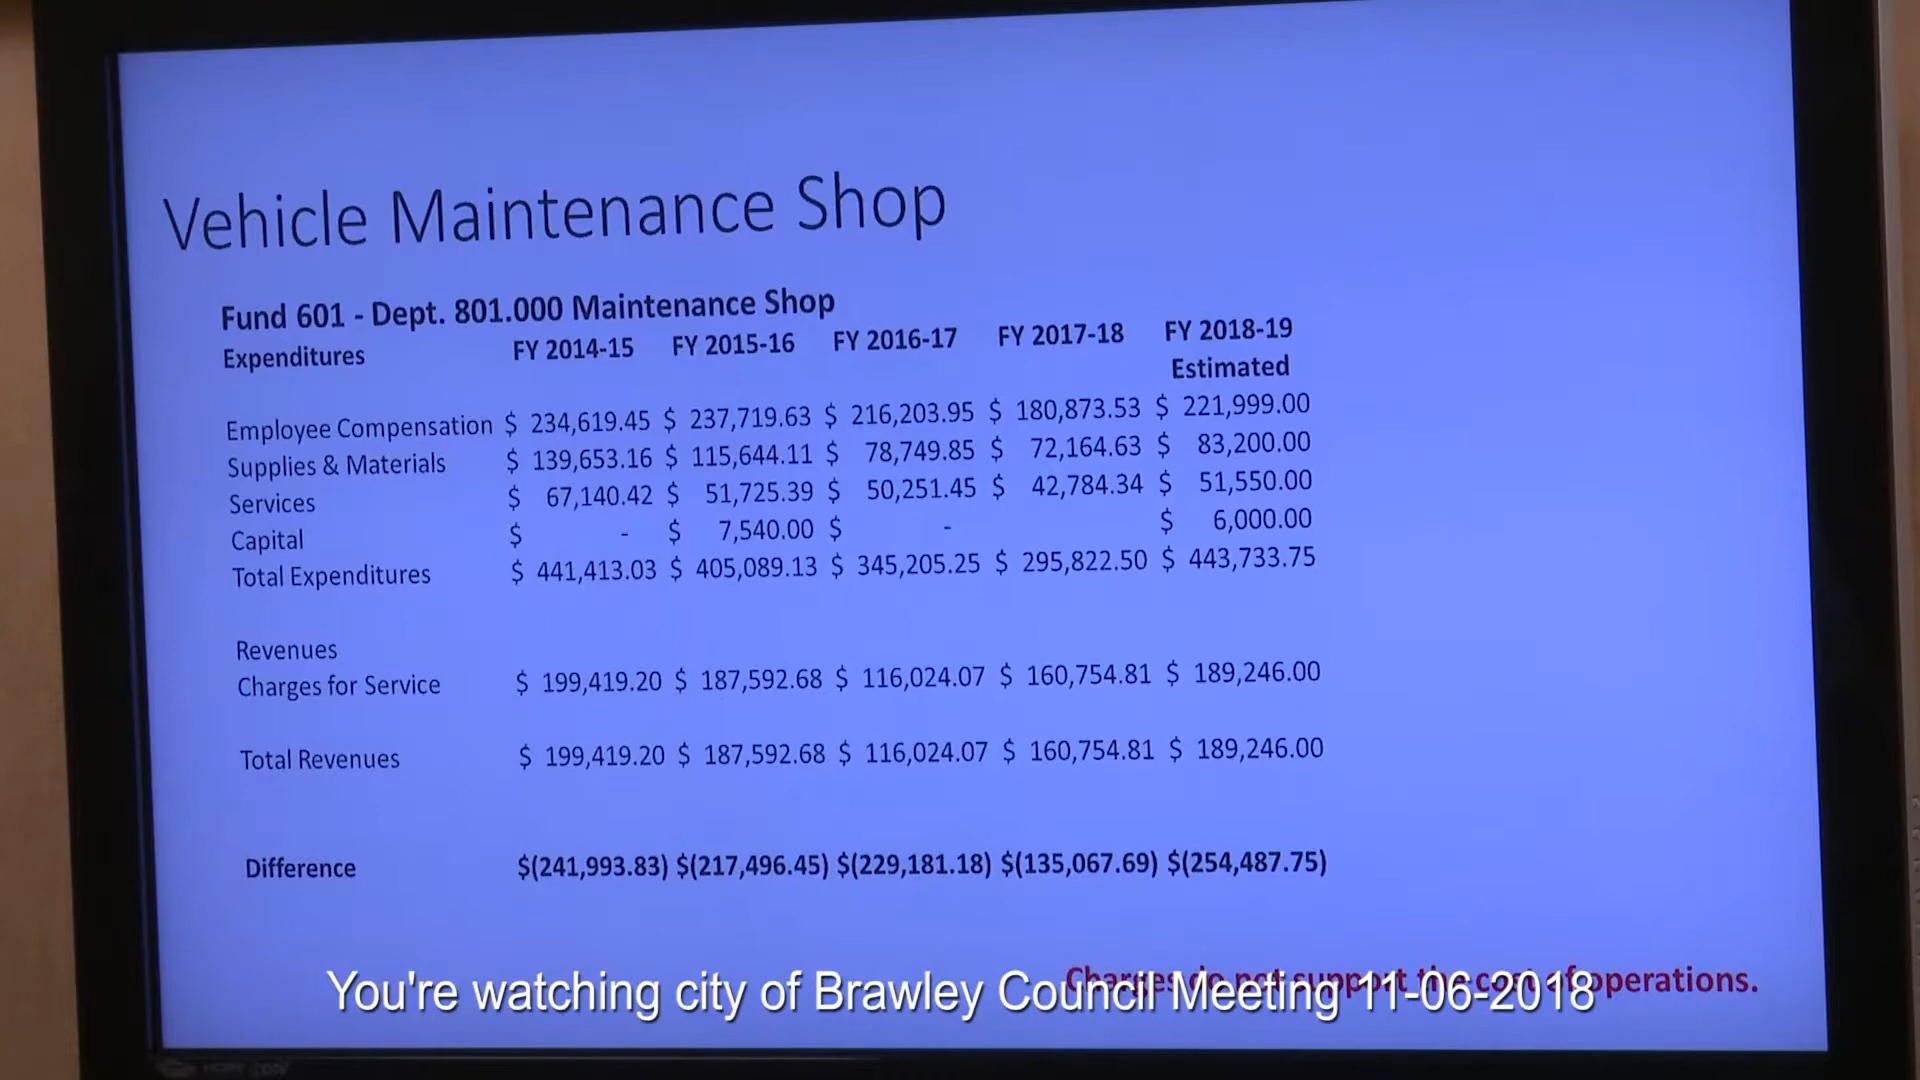 Vehicle Maintenance Shop
Fund 601 - Dept. 801.000 Maintenance Shop
Expenditures FY 2014-15 FY 2015-16 FY 2016-17 FY 2017-18 FY 2018-19
Estimated
Employee Compensation $ 234,619.45 $ 237,719.63 $ 216,203.95 $ 180,873.53 $ 221,999.00
Supplies & Materials $ 139,653.16 $ 115,644.11 $ 78,749.85 $ 72,164.63 $ 83,200.00
Services $ 67,140.42 $ 51,725.39 $ 50,251.45 $ 42,784.34 $ 51,550.00
Capital $ - $ 7,540.00 $ - $ 6,000.00
Total Expenditures $ 441,413.03 $ 405,089.13 $ 345,205.25 $ 295,822.50 $ 443,733.75
Revenues
Charges for Service $ 199,419.20 $ 187,592.68 $ 116,024.07 $ 160,754.81 $ 189,246.00
Total Revenues $ 199,419.20 $ 187,592.68 $ 116,024.07 $ 160,754.81 $ 189,246.00
Difference $(241,993.83) $(217,496.45) $(229,181.18) $(135,067.69) $(254,487.75)
Charges do not support the cost of operations.
You're watching city of Brawley Council Meeting 11-06-2018